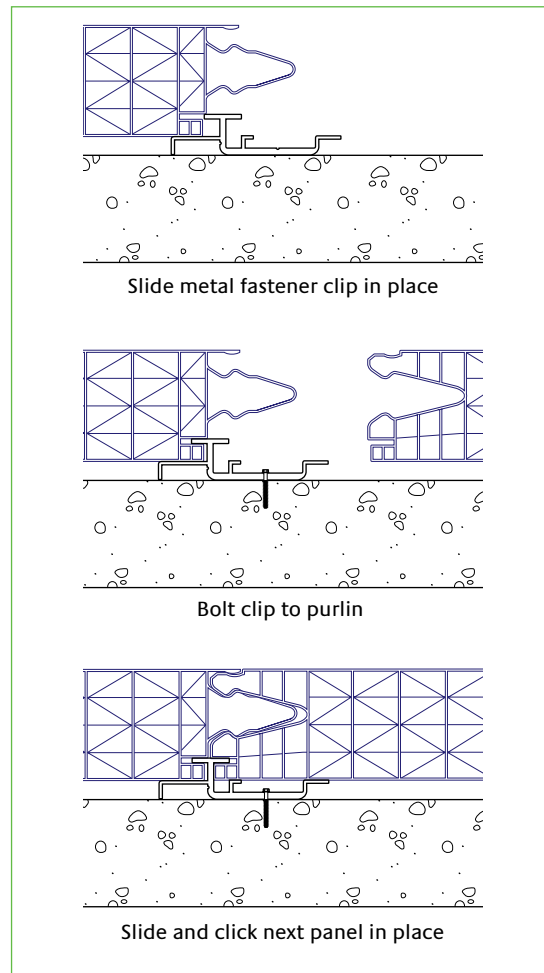 Slide metal fastener clip in place
Bolt clip to purlin
Slide and click next panel in place